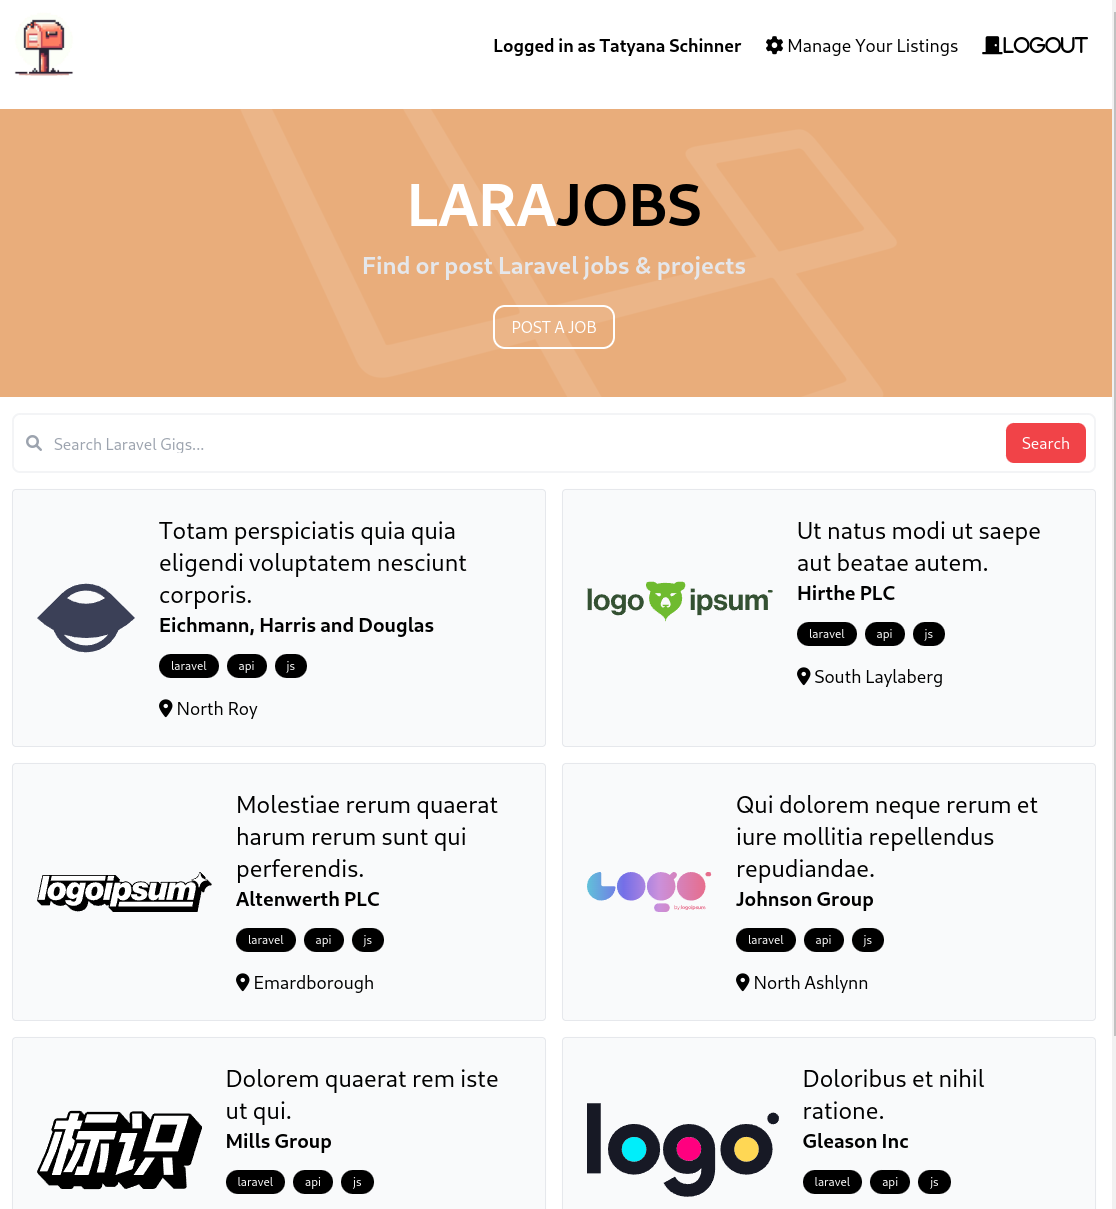 Logged in as Tatyana Schinner
Manage Your Listings
LOGOUT
LARAJOBS
Find or post Laravel jobs & projects
POST A JOB
Search Laravel Gigs...
Search
Totam perspiciatis quia quia
eligendi voluptatem nesciunt
corporis.
Eichmann, Harris and Douglas
laravel api js
North Roy
logo ipsum
Ut natus modi ut saepe
aut beatae autem.
Hirthe PLC
laravel api js
South Laylaberg
logoipsum
Molestiae rerum quaerat
harum rerum sunt qui
perferendis.
Altenwerth PLC
laravel api js
Emardborough
Logo
by logoipsum
Qui dolorem neque rerum et
iure mollitia repellendus
repudiandae.
Johnson Group
laravel api js
North Ashlynn
标识
Dolorem quaerat rem iste
ut qui.
Mills Group
laravel api js
logo
Doloribus et nihil
ratione.
Gleason Inc
laravel api js